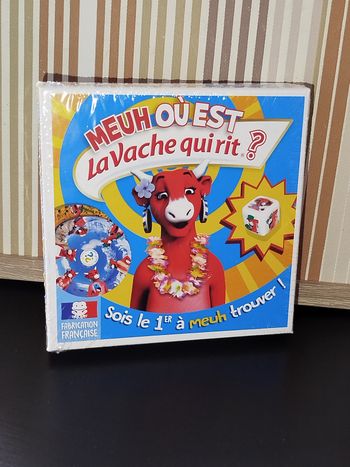 MEUH OÙ EST
La Vache qui rit® ?
Sois le 1ER à meuh trouver !
FABRICATION
FRANÇAISE